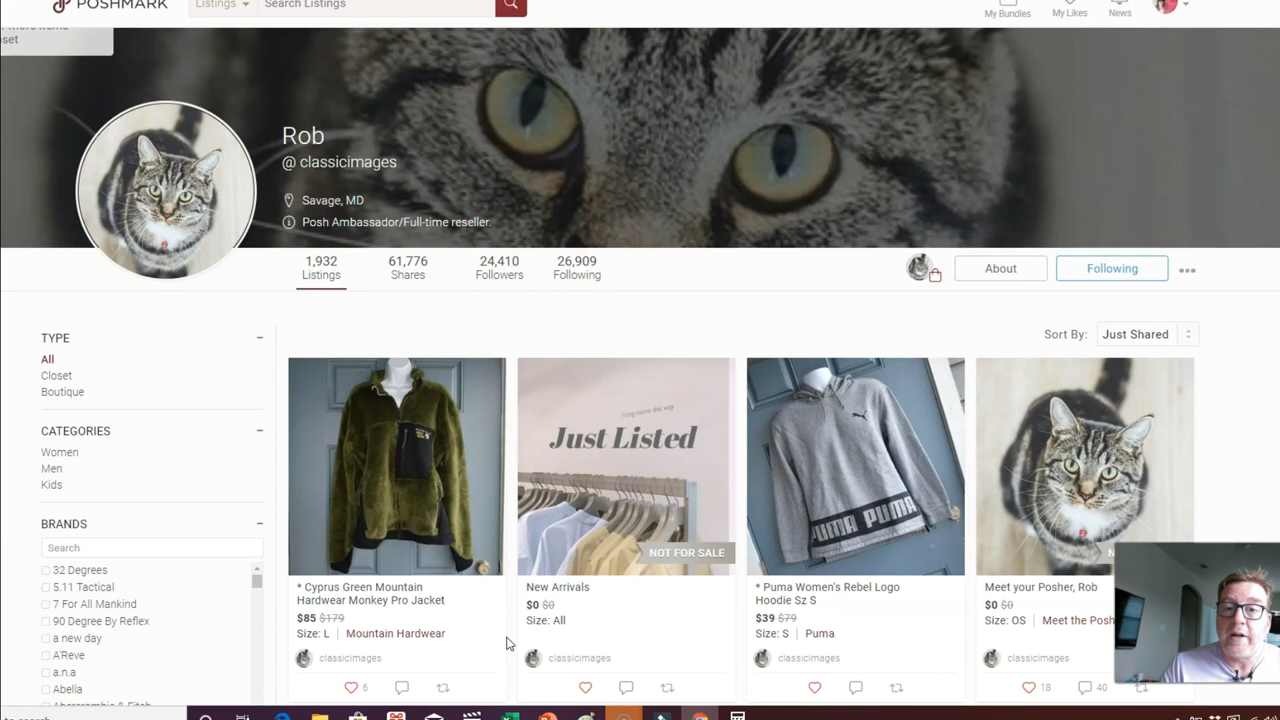 POSHMARK
Listings
Search Listings
My Bundles
My Likes
News
Rob
@ classicimages
Savage, MD
Posh Ambassador/Full-time reseller.
1,932
Listings
61,776
Shares
24,410
Followers
26,909
Following
About
Following
Sort By:
Just Shared
TYPE
All
Closet
Boutique
CATEGORIES
Women
Men
Kids
BRANDS
Search
32 Degrees
5.11 Tactical
7 For All Mankind
90 Degree By Reflex
a new day
A'Reve
a.n.a
Abella
Just Listed
NOT FOR SALE
PUMA PUMA
* Cyprus Green Mountain
Hardwear Monkey Pro Jacket
$85 $179
Size: L | Mountain Hardwear
classicimages
6
New Arrivals
$0 $0
Size: All
classicimages
* Puma Women's Rebel Logo
Hoodie Sz S
$39 $79
Size: S | Puma
classicimages
Meet your Posher, Rob
$0 $0
Size: OS | Meet the Posh
classicimages
18
40